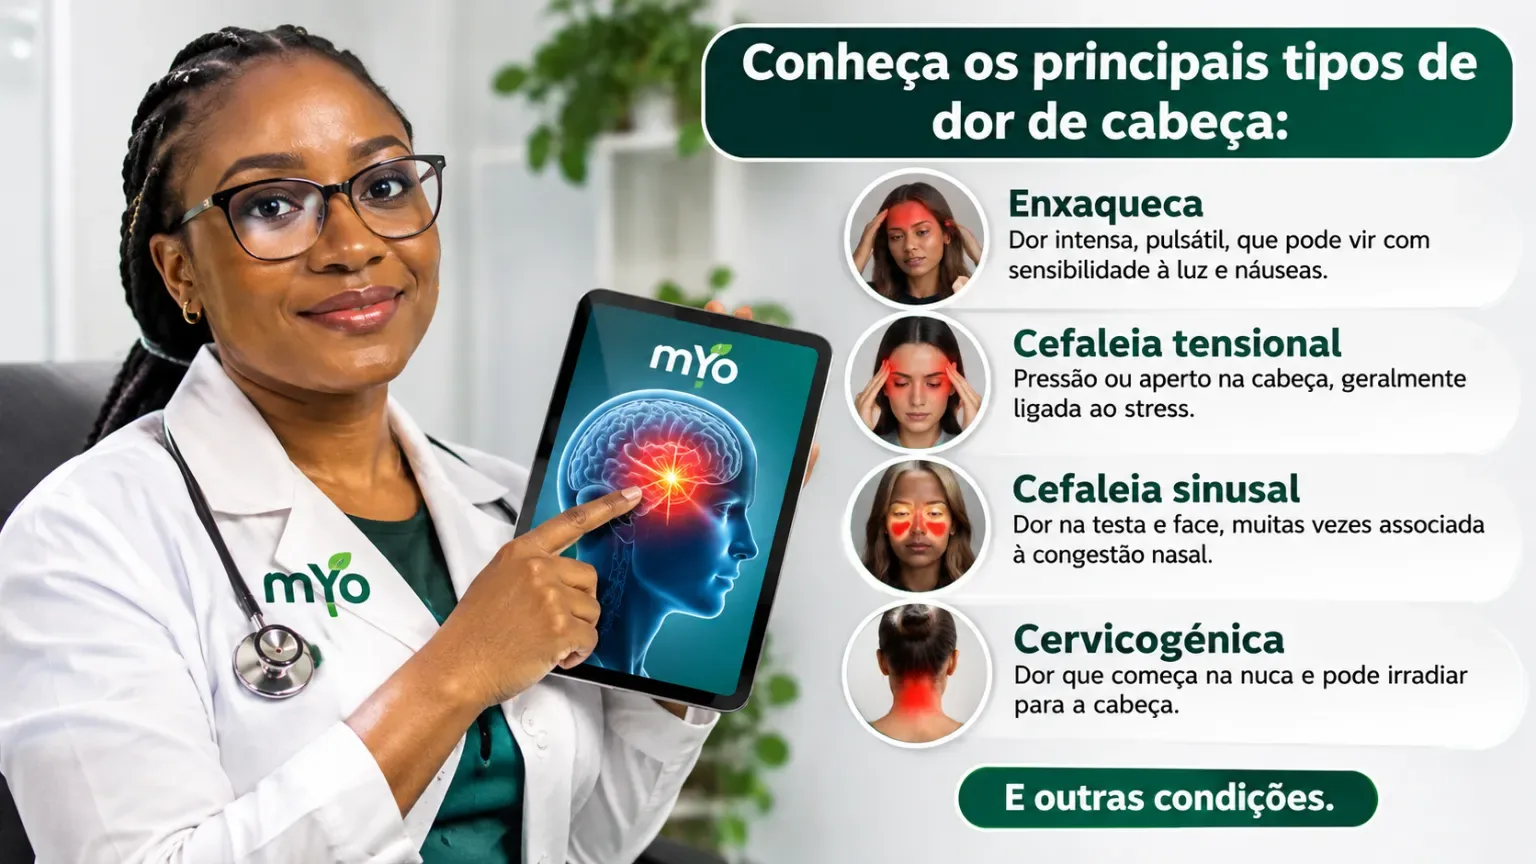 Conheça os principais tipos de
dor de cabeça:
Enxaqueca
Dor intensa, pulsátil, que pode vir com
sensibilidade à luz e náuseas.
Cefaleia tensional
Pressão ou aperto na cabeça, geralmente
ligada ao stress.
Cefaleia sinusal
Dor na testa e face, muitas vezes associada
à congestão nasal.
Cervicogénica
Dor que começa na nuca e pode irradiar
para a cabeça.
E outras condições.
mYo
mYo